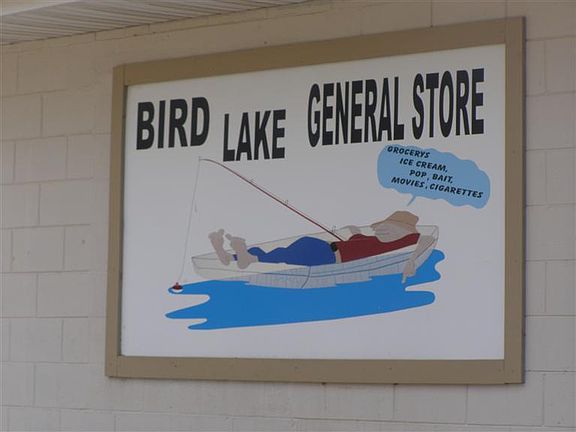 BIRD LAKE GENERAL STORE
GROCERYS
ICE CREAM,
POP, BAIT,
MOVIES, CIGARETTES